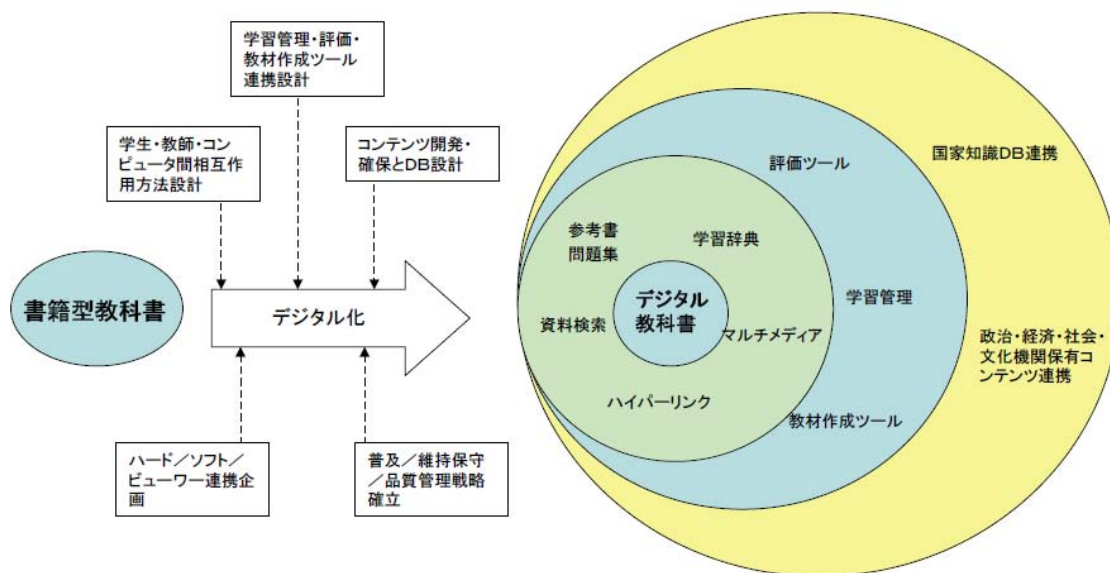 学習管理・評価・
教材作成ツール
連携設計
学生・教師・コン
ピュータ間相互作
用方法設計
コンテンツ開発・
確保とDB設計
書籍型教科書
デジタル化
ハード／ソフト／
ビューワー連携企
画
普及／維持保守
／品質管理戦略
確立
国家知識DB連携
評価ツール
参考書
問題集
学習辞典
デジタル
教科書
学習管理
資料検索
マルチメディア
政治・経済・社会・
文化機関保有コ
ンテンツ連携
ハイパーリンク
教材作成ツール